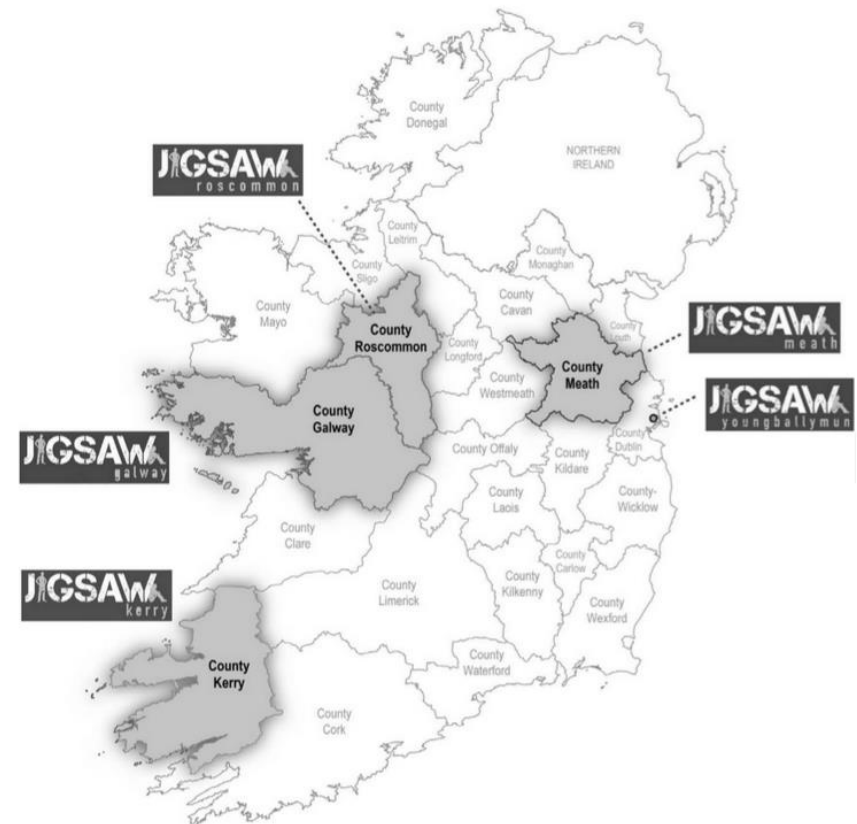 County
Donegal
NORTHERN
IRELAND
JIGSAW
roscommon
County
Leitrim
County
Sligo
County
Monaghan
County
Mayo
County
Cavan
County
Roscommon
County
Louth
JIGSAW
meath
County
Longford
County
Meath
County
Westmeath
JIGSAW
youngballymun
County
Galway
County
Dublin
JIGSAW
galway
County Offaly
County
Kildare
County
Laois
County-
Wicklow
County
Clare
County
Carlow
JIGSAW
kerry
County
Limerick
County
Kilkenny
County
Wexford
County
Kerry
County
Waterford
County
Cork